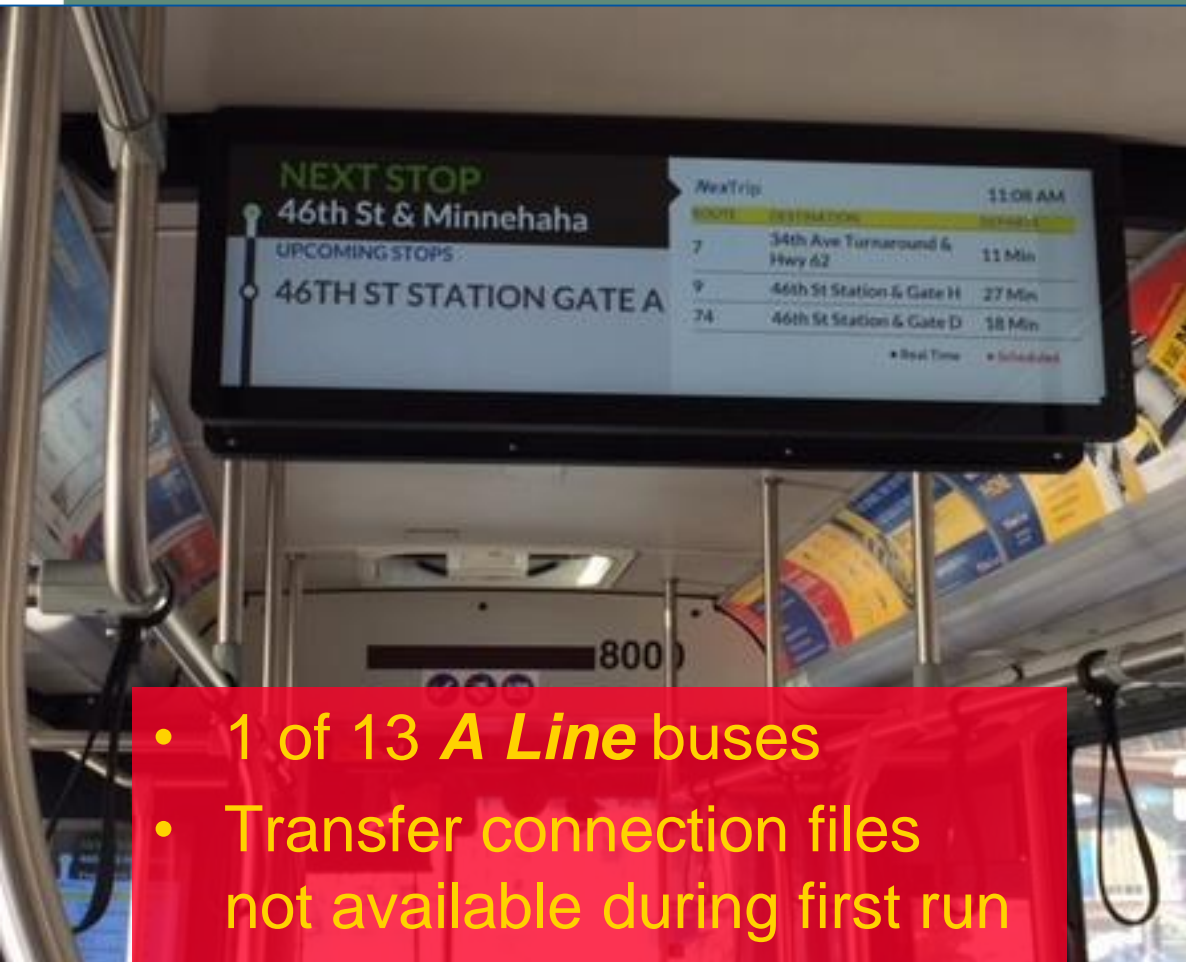 NEXT STOP
46th St & Minnehaha
UPCOMING STOPS
46TH ST STATION GATE A
NexTrip 11:08 AM
ROUTE DESTINATION
7 34th Ave Turnaround & Hwy 62 11 Min
9 46th St Station & Gate H 27 Min
74 46th St Station & Gate D 18 Min
• Real Time • Scheduled
800
• 1 of 13 A Line buses
• Transfer connection files
not available during first run